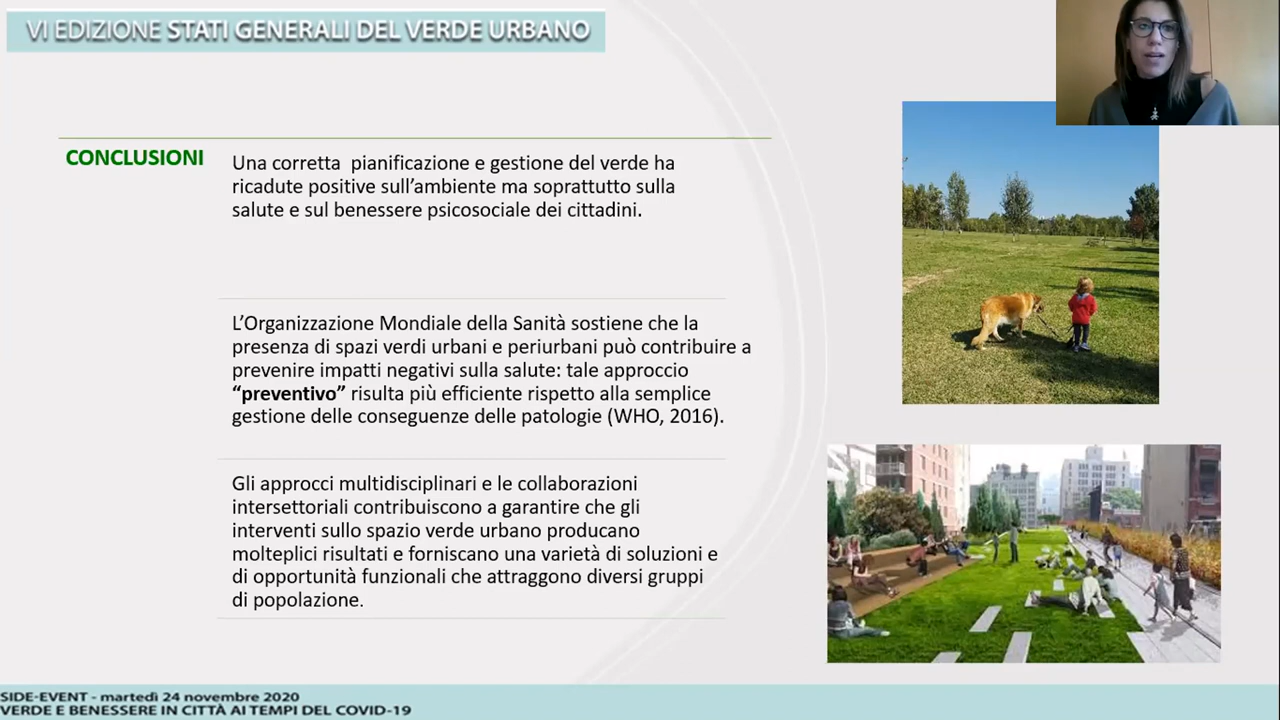 VI EDIZIONE STATI GENERALI DEL VERDE URBANO
CONCLUSIONI
Una corretta pianificazione e gestione del verde ha
ricadute positive sull'ambiente ma soprattutto sulla
salute e sul benessere psicosociale dei cittadini.
L'Organizzazione Mondiale della Sanità sostiene che la
presenza di spazi verdi urbani e periurbani può contribuire a
prevenire impatti negativi sulla salute: tale approccio
“preventivo” risulta più efficiente rispetto alla semplice
gestione delle conseguenze delle patologie (WHO, 2016).
Gli approcci multidisciplinari e le collaborazioni
intersettoriali contribuiscono a garantire che gli
interventi sullo spazio verde urbano producano
molteplici risultati e forniscano una varietà di soluzioni e
di opportunità funzionali che attraggono diversi gruppi
di popolazione.
SIDE-EVENT - martedì 24 novembre 2020
VERDE E BENESSERE IN CITTÀ AI TEMPI DEL COVID-19